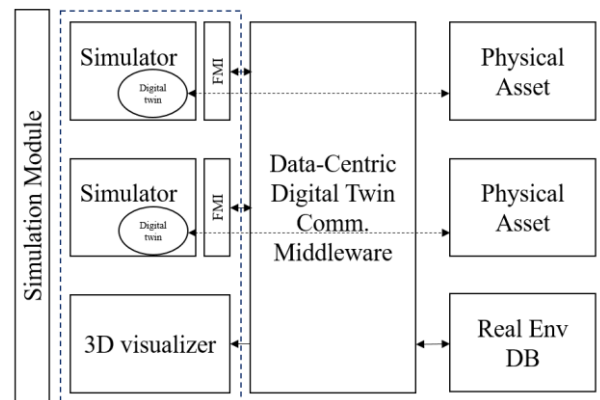 Simulation Module
Simulator
Digital
twin
FMI
Simulator
Digital
twin
FMI
3D visualizer
Data-Centric
Digital Twin
Comm.
Middleware
Physical
Asset
Physical
Asset
Real Env
DB